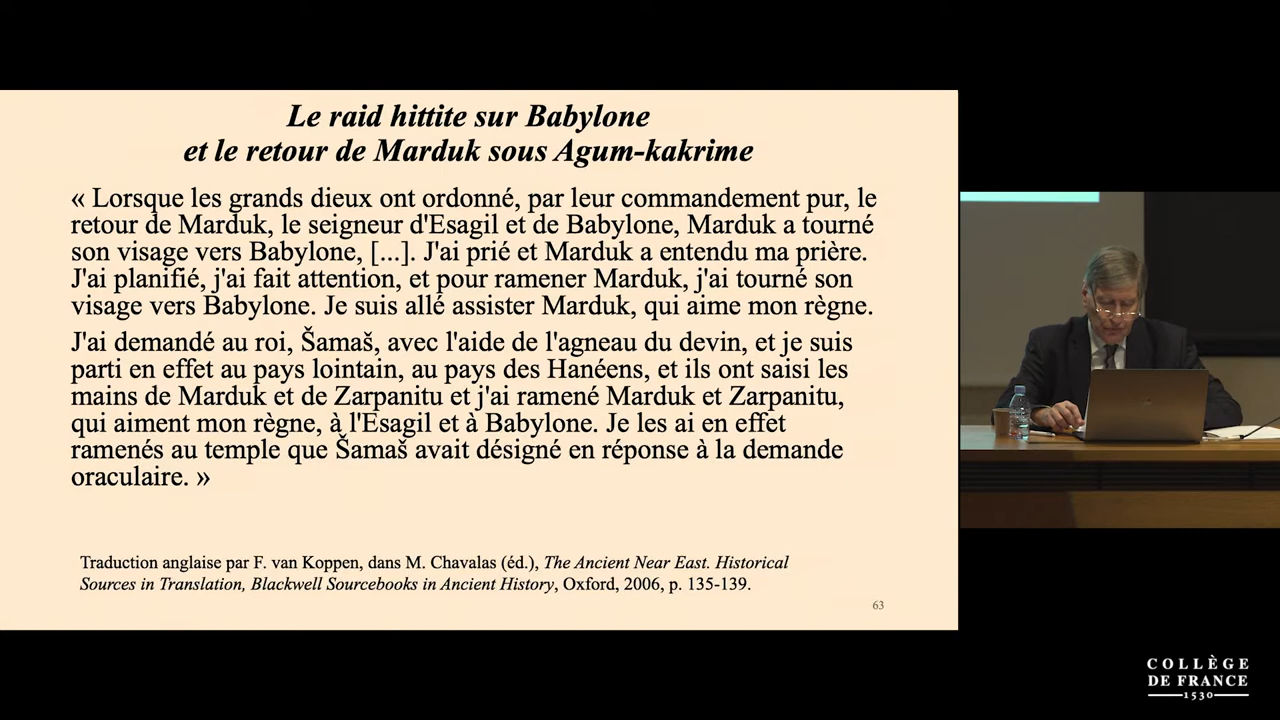 Le raid hittite sur Babylone
et le retour de Marduk sous Agum-kakrime
« Lorsque les grands dieux ont ordonné, par leur commandement pur, le
retour de Marduk, le seigneur d'Esagil et de Babylone, Marduk a tourné
son visage vers Babylone, [...]. J'ai prié et Marduk a entendu ma prière.
J'ai planifié, j'ai fait attention, et pour ramener Marduk, j'ai tourné son
visage vers Babylone. Je suis allé assister Marduk, qui aime mon règne.
J'ai demandé au roi, Šamaš, avec l'aide de l'agneau du devin, et je suis
parti en effet au pays lointain, au pays des Hanéens, et ils ont saisi les
mains de Marduk et de Zarpanitu et j'ai ramené Marduk et Zarpanitu,
qui aiment mon règne, à l'Esagil et à Babylone. Je les ai en effet
ramenés au temple que Šamaš avait désigné en réponse à la demande
oraculaire. »
Traduction anglaise par F. van Koppen, dans M. Chavalas (éd.), The Ancient Near East. Historical
Sources in Translation, Blackwell Sourcebooks in Ancient History, Oxford, 2006, p. 135-139.
63
COLLÈGE
DE FRANCE
1530